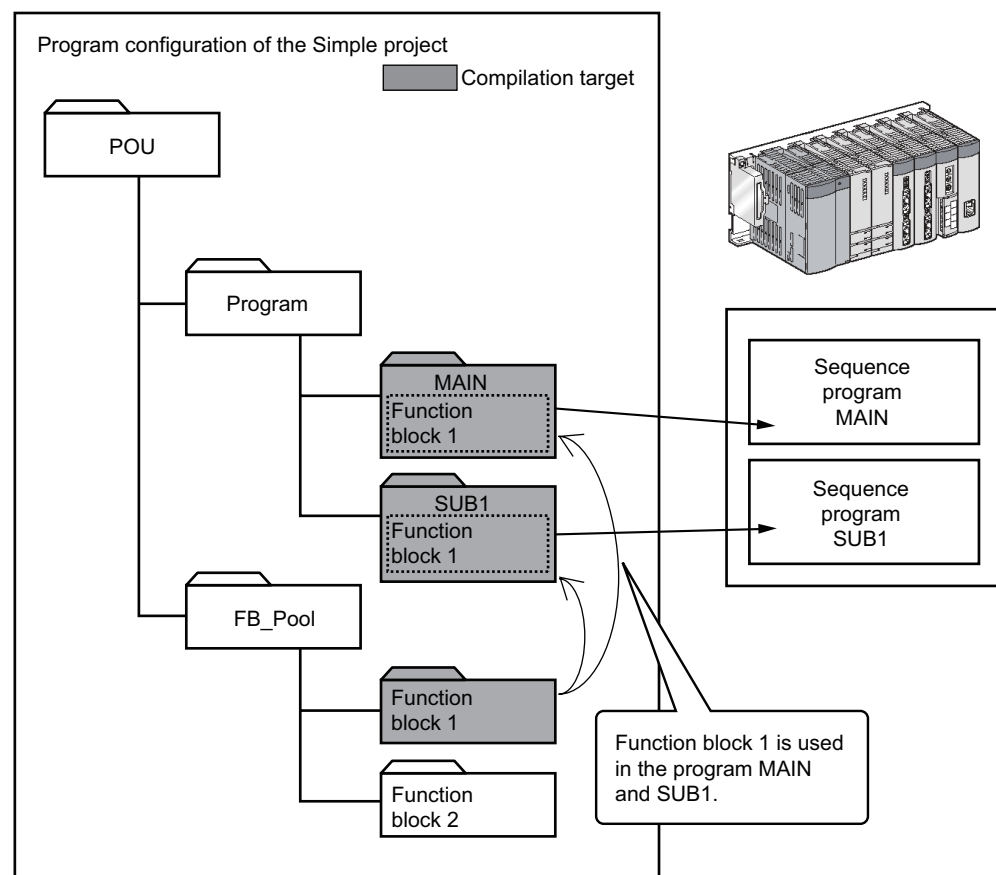 Program configuration of the Simple project
Compilation target
POU
Program
MAIN
Function
block 1
SUB1
Function
block 1
FB_Pool
Function
block 1
Function
block 2
Sequence
program
MAIN
Sequence
program
SUB1
Function block 1 is used
in the program MAIN
and SUB1.